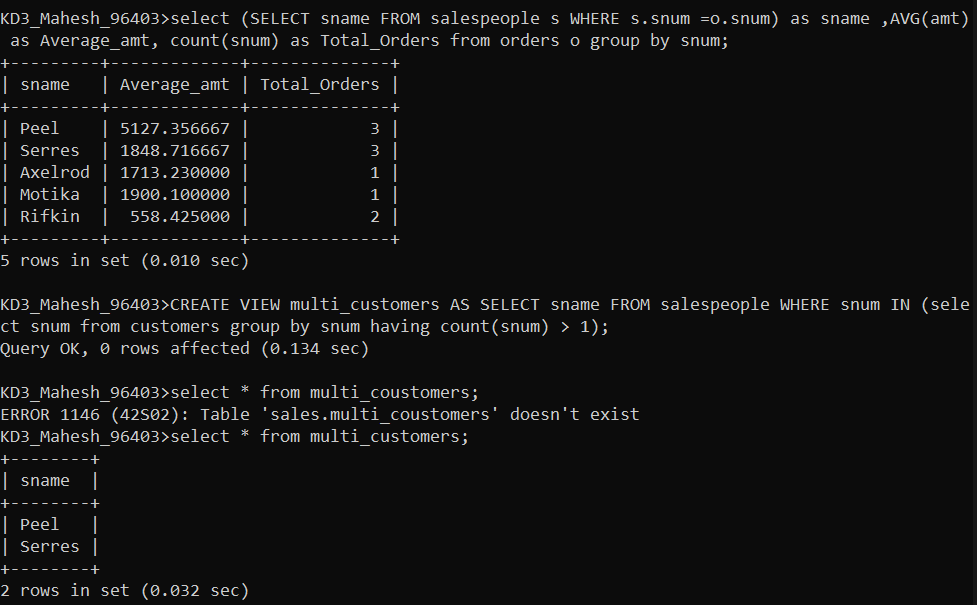 KD3_Mahesh_96403>select (SELECT sname FROM salespeople s WHERE s.snum =o.snum) as sname ,AVG(amt)
 as Average_amt, count(snum) as Total_Orders from orders o group by snum;
+---------+-------------+--------------+
| sname   | Average_amt | Total_Orders |
+---------+-------------+--------------+
| Peel    | 5127.356667 |            3 |
| Serres  | 1848.716667 |            3 |
| Axelrod | 1713.230000 |            1 |
| Motika  | 1900.100000 |            1 |
| Rifkin  |  558.425000 |            2 |
+---------+-------------+--------------+
5 rows in set (0.010 sec)

KD3_Mahesh_96403>CREATE VIEW multi_customers AS SELECT sname FROM salespeople WHERE snum IN (sele
ct snum from customers group by snum having count(snum) > 1);
Query OK, 0 rows affected (0.134 sec)

KD3_Mahesh_96403>select * from multi_coustomers;
ERROR 1146 (42S02): Table 'sales.multi_coustomers' doesn't exist
KD3_Mahesh_96403>select * from multi_customers;
+--------+
| sname  |
+--------+
| Peel   |
| Serres |
+--------+
2 rows in set (0.032 sec)